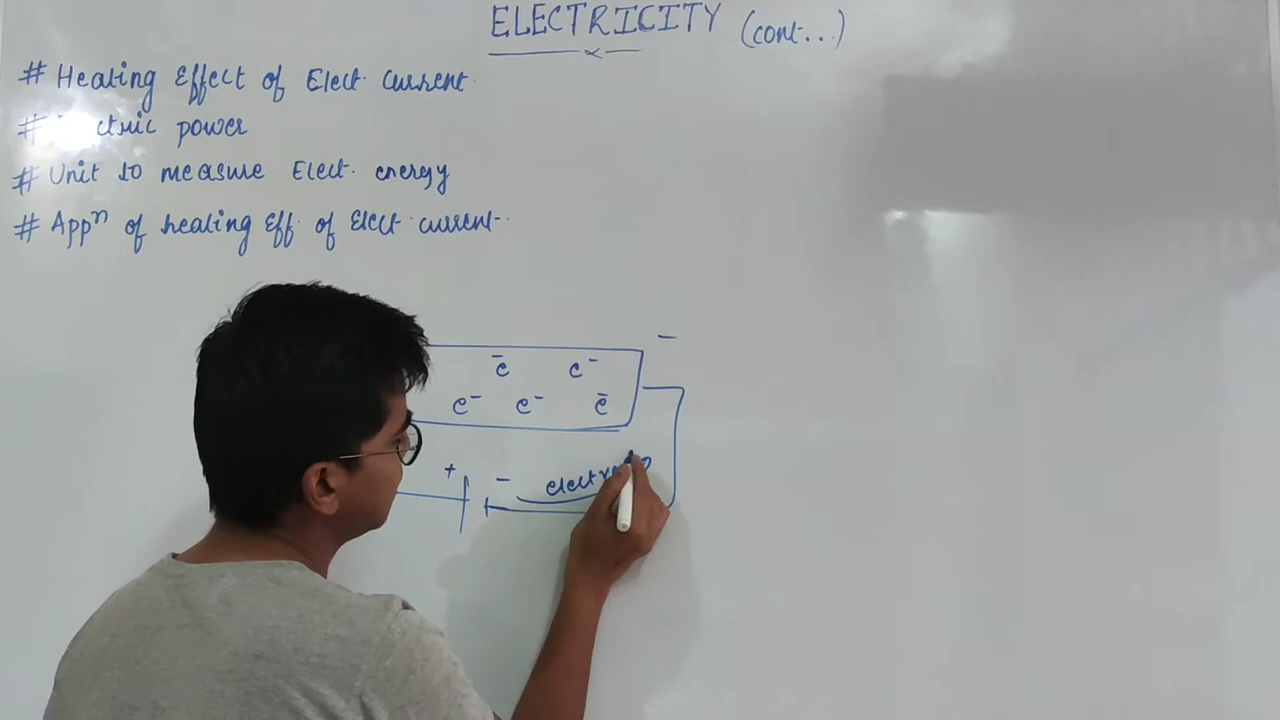 ELECTRICITY (cont...)
# Heating Effect of Elect. current
# ctric power
# Unit to measure Elect. energy
# Appⁿ of heating Eff. of Elect. current.
-
e⁻ e⁻
e⁻ e⁻ e⁻
+ -